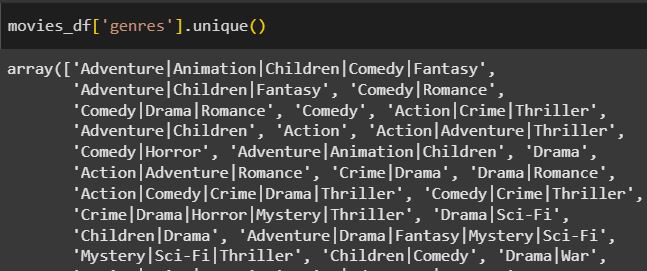 movies_df['genres'].unique()
array(['Adventure|Animation|Children|Comedy|Fantasy',
'Adventure|Children|Fantasy', 'Comedy|Romance',
'Comedy|Drama|Romance', 'Comedy', 'Action|Crime|Thriller',
'Adventure|Children', 'Action', 'Action|Adventure|Thriller',
'Comedy|Horror', 'Adventure|Animation|Children', 'Drama',
'Action|Adventure|Romance', 'Crime|Drama', 'Drama|Romance',
'Action|Comedy|Crime|Drama|Thriller', 'Comedy|Crime|Thriller',
'Crime|Drama|Horror|Mystery|Thriller', 'Drama|Sci-Fi',
'Children|Drama', 'Adventure|Drama|Fantasy|Mystery|Sci-Fi',
'Mystery|Sci-Fi|Thriller', 'Children|Comedy', 'Drama|War',